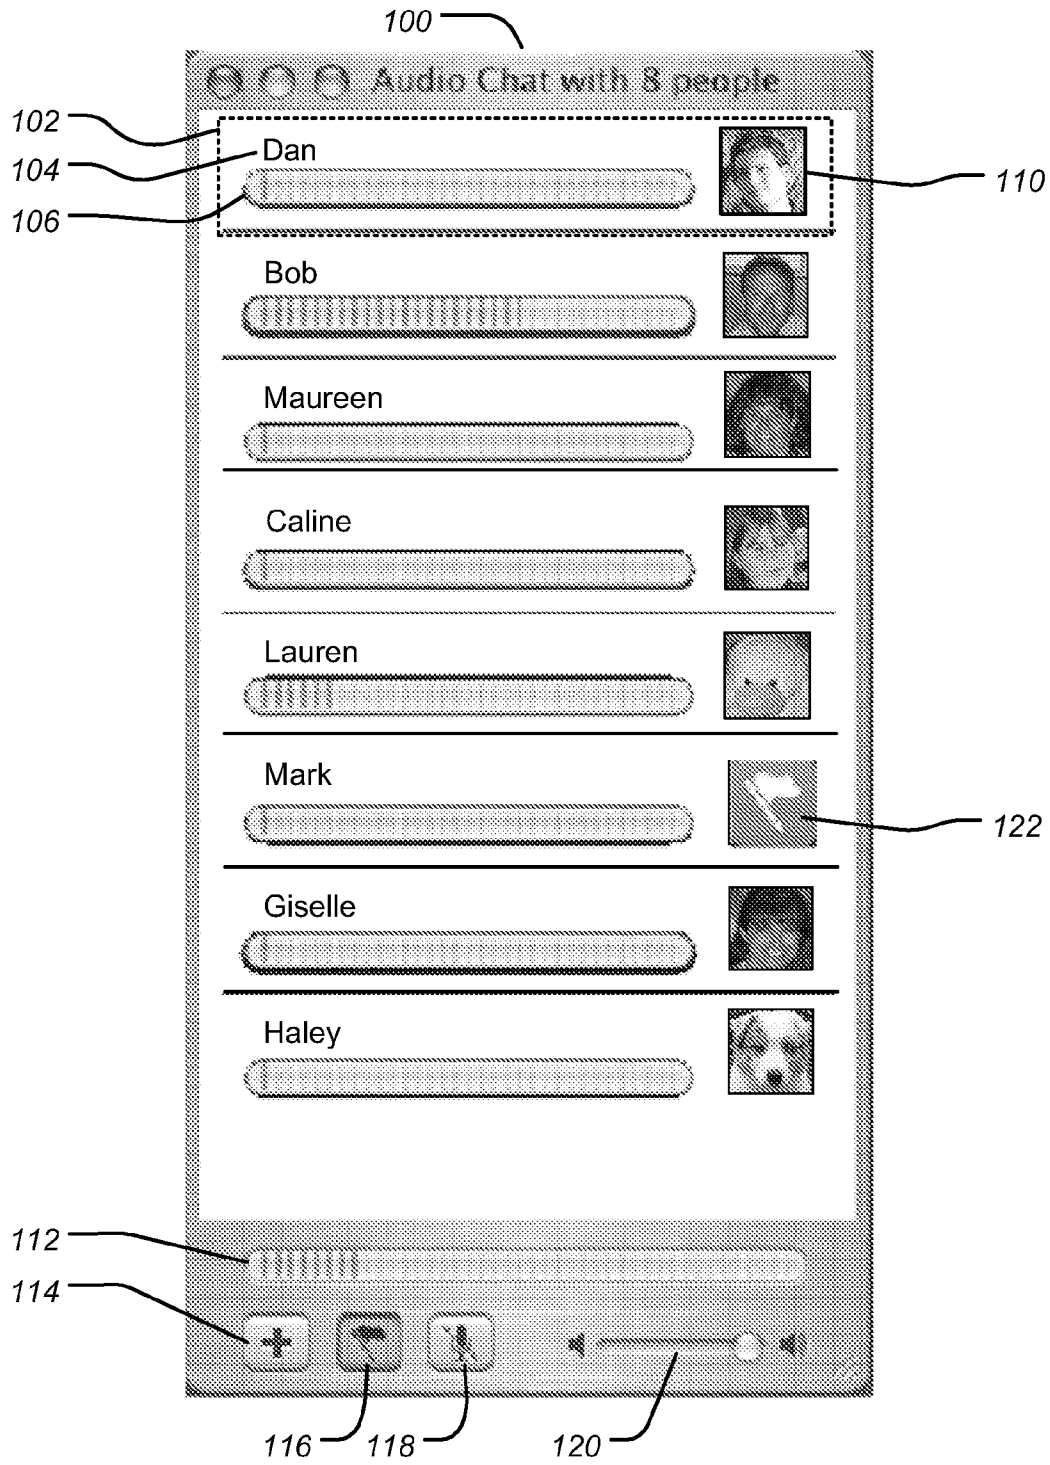 100
Audio Chat with 8 people
102
104
Dan
106
110
Bob
Maureen
Caline
Lauren
Mark
122
Giselle
Haley
112
114
116
118
120